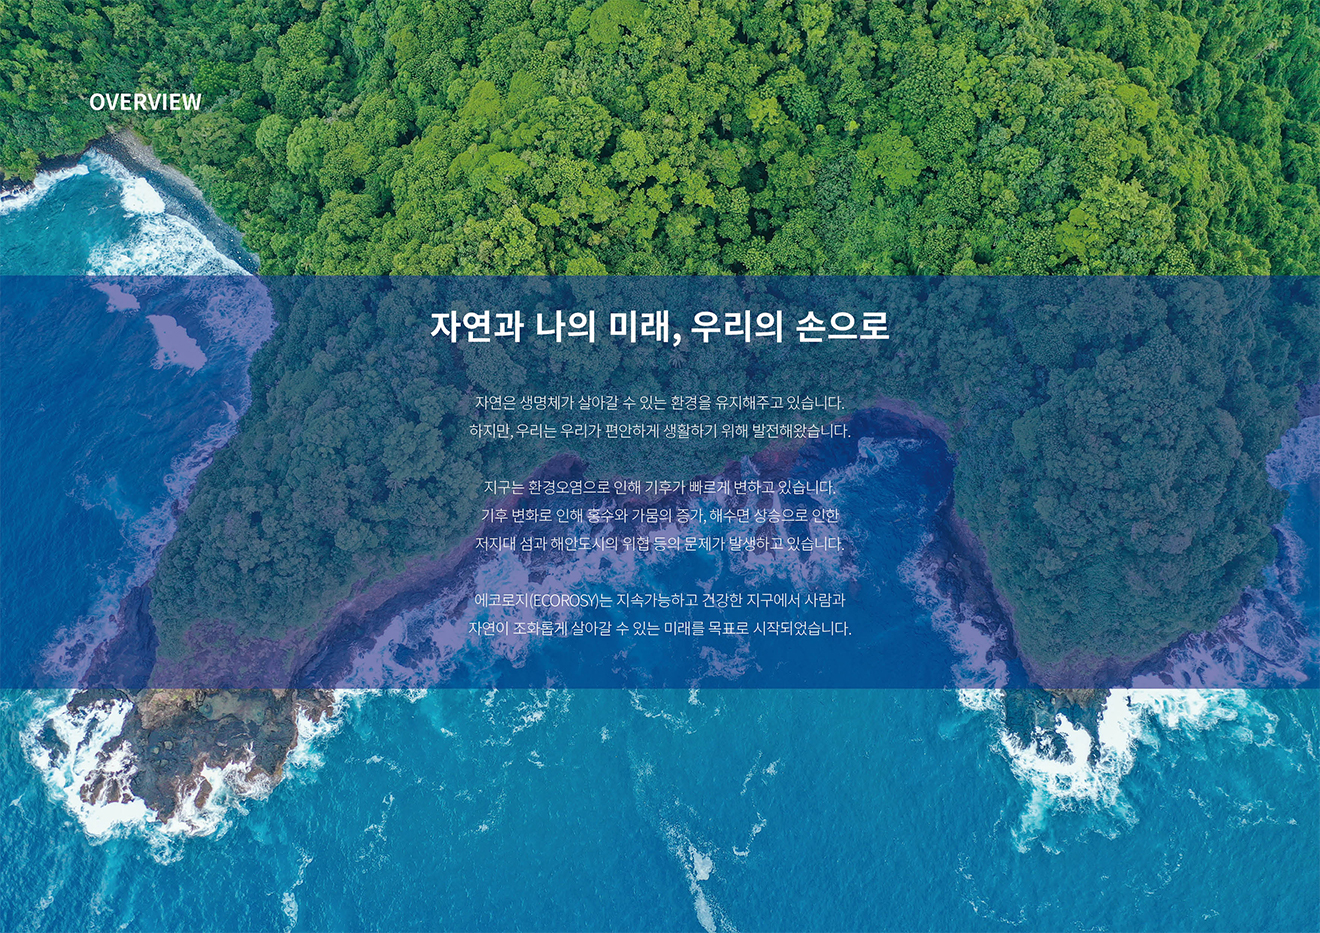 OVERVIEW
자연과 나의 미래, 우리의 손으로
자연은 생명체가 살아갈 수 있는 환경을 유지해주고 있습니다.
하지만, 우리는 우리가 편안하게 생활하기 위해 발전해왔습니다.
지구는 환경오염으로 인해 기후가 빠르게 변하고 있습니다.
기후 변화로 인해 홍수와 가뭄의 증가, 해수면 상승으로 인한
저지대 섬과 해안도시의 위협 등의 문제가 발생하고 있습니다.
에코로지(ECOROSY)는 지속가능하고 건강한 지구에서 사람과
자연이 조화롭게 살아갈 수 있는 미래를 목표로 시작되었습니다.